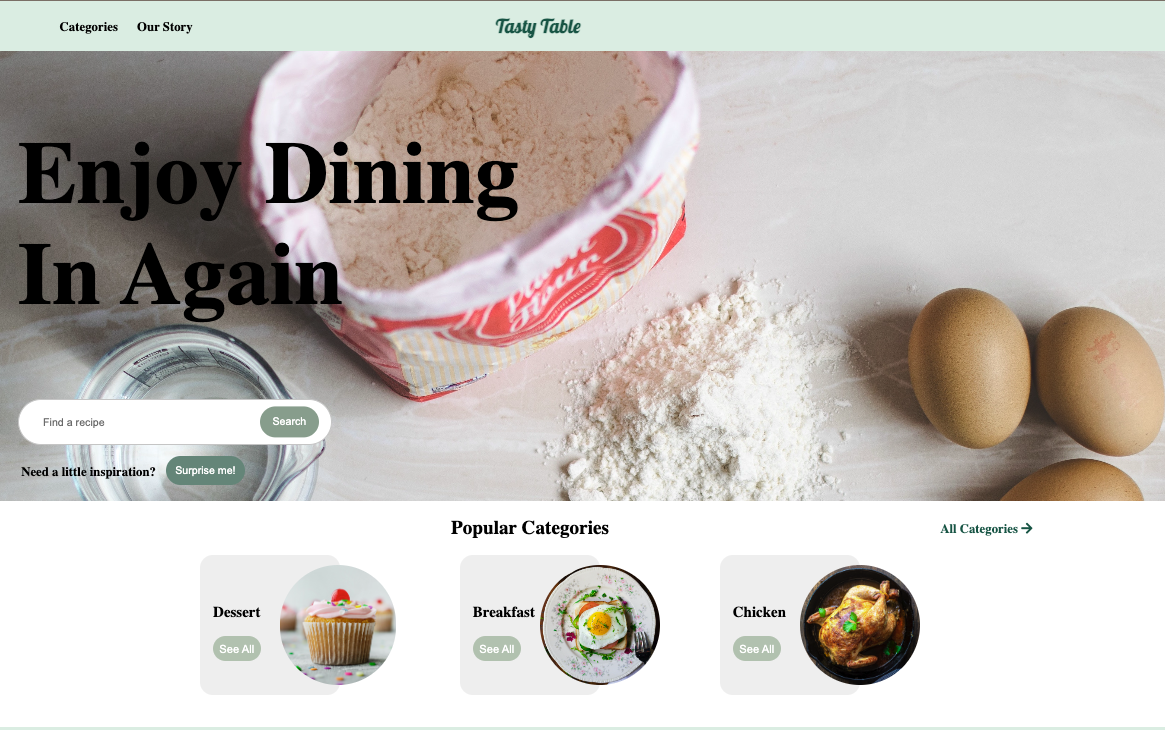 Categories Our Story Tasty Table
Enjoy Dining
In Again
Find a recipe Search
Need a little inspiration? Surprise me!
Popular Categories All Categories →
Dessert Breakfast Chicken
See All See All See All